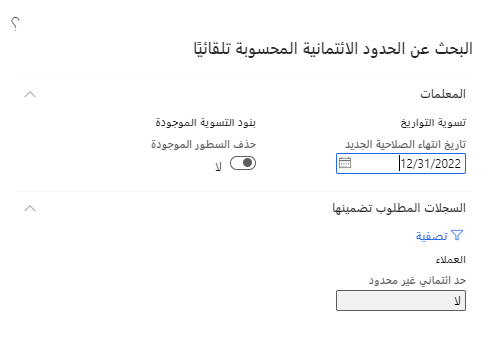 ؟
البحث عن الحدود الائتمانية المحسوبة تلقائيًا
المعلمات
تسوية التواريخ
تاريخ انتهاء الصلاحية الجديد
12/31/2022
بنود التسوية الموجودة
حذف السطور الموجودة
لا
السجلات المطلوب تضمينها
تصفية
العملاء
حد ائتماني غير محدود
لا